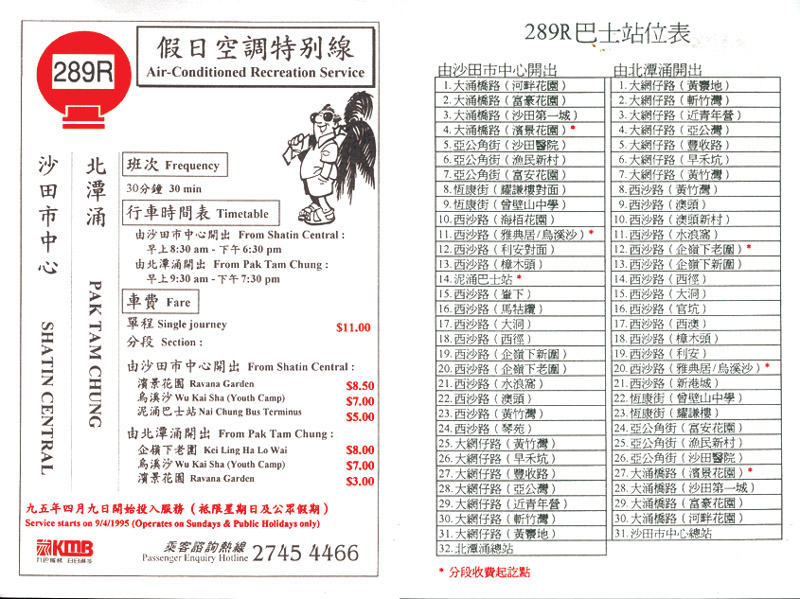 289R
假日空調特別線
Air-Conditioned Recreation Service
沙田市中心 SHATIN CENTRAL
北潭涌 PAK TAM CHUNG
班次 Frequency
30分鐘 30 min
行車時間表 Timetable
由沙田市中心開出 From Shatin Central :
早上8:30 am - 下午6:30 pm
由北潭涌開出 From Pak Tam Chung :
早上9:30 am - 下午7:30 pm
車費 Fare
單程 Single journey $11.00
分段 Section :
由沙田市中心開出 From Shatin Central :
濱景花園 Ravana Garden $8.50
烏溪沙 Wu Kai Sha (Youth Camp) $7.00
泥涌巴士站 Nai Chung Bus Terminus $5.00
由北潭涌開出 From Pak Tam Chung :
企嶺下老圍 Kei Ling Ha Lo Wai $8.00
烏溪沙 Wu Kai Sha (Youth Camp) $7.00
濱景花園 Ravana Garden $3.00
九五年四月九日開始投入服務（祗限星期日及公眾假期）
Service starts on 9/4/1995 (Operates on Sundays & Public Holidays only)
KMB
九巴服務 日日進步
乘客諮詢熱線
Passenger Enquiry Hotline 2745 4466
289R巴士站位表
由沙田市中心開出
1. 大涌橋路（河畔花園）
2. 大涌橋路（富豪花園）
3. 大涌橋路（沙田第一城）
4. 大涌橋路（濱景花園）*
5. 亞公角街（沙田醫院）
6. 亞公角街（漁民新村）
7. 亞公角街（富安花園）
8. 恆康街（耀謙樓對面）
9. 恆康街（曾壁山中學）
10. 西沙路（海栢花園）
11. 西沙路（雅典居/烏溪沙）*
12. 西沙路（利安對面）
13. 西沙路（樟木頭）
14. 泥涌巴士站 *
15. 西沙路（輋下）
16. 西沙路（馬牯纜）
17. 西沙路（大洞）
18. 西沙路（西徑）
19. 西沙路（企嶺下新圍）
20. 西沙路（企嶺下老圍）
21. 西沙路（水浪窩）
22. 西沙路（澳頭）
23. 西沙路（黃竹灣）
24. 西沙路（琴苑）
25. 大網仔路（黃竹灣）
26. 大網仔路（早禾坑）
27. 大網仔路（豐收路）
28. 大網仔路（亞公灣）
29. 大網仔路（近青年營）
30. 大網仔路（斬竹灣）
31. 大網仔路（黃麖地）
32. 北潭涌總站
由北潭涌開出
1. 大網仔路（黃麖地）
2. 大網仔路（斬竹灣）
3. 大網仔路（近青年營）
4. 大網仔路（亞公灣）
5. 大網仔路（豐收路）
6. 大網仔路（早禾坑）
7. 大網仔路（黃竹灣）
8. 西沙路（黃竹灣）
9. 西沙路（澳頭）
10. 西沙路（澳頭新村）
11. 西沙路（水浪窩）
12. 西沙路（企嶺下老圍）*
13. 西沙路（企嶺下新圍）
14. 西沙路（西徑）
15. 西沙路（大洞）
16. 西沙路（官坑）
17. 西沙路（西澳）
18. 西沙路（樟木頭）
19. 西沙路（利安）
20. 西沙路（雅典居/烏溪沙）*
21. 西沙路（新港城）
22. 恆康街（曾壁山中學）
23. 恆康街（耀謙樓）
24. 亞公角街（富安花園）
25. 亞公角街（漁民新村）
26. 亞公角街（沙田醫院）
27. 大涌橋路（濱景花園）*
28. 大涌橋路（沙田第一城）
29. 大涌橋路（富豪花園）
30. 大涌橋路（河畔花園）
31. 沙田市中心總站
* 分段收費起訖點